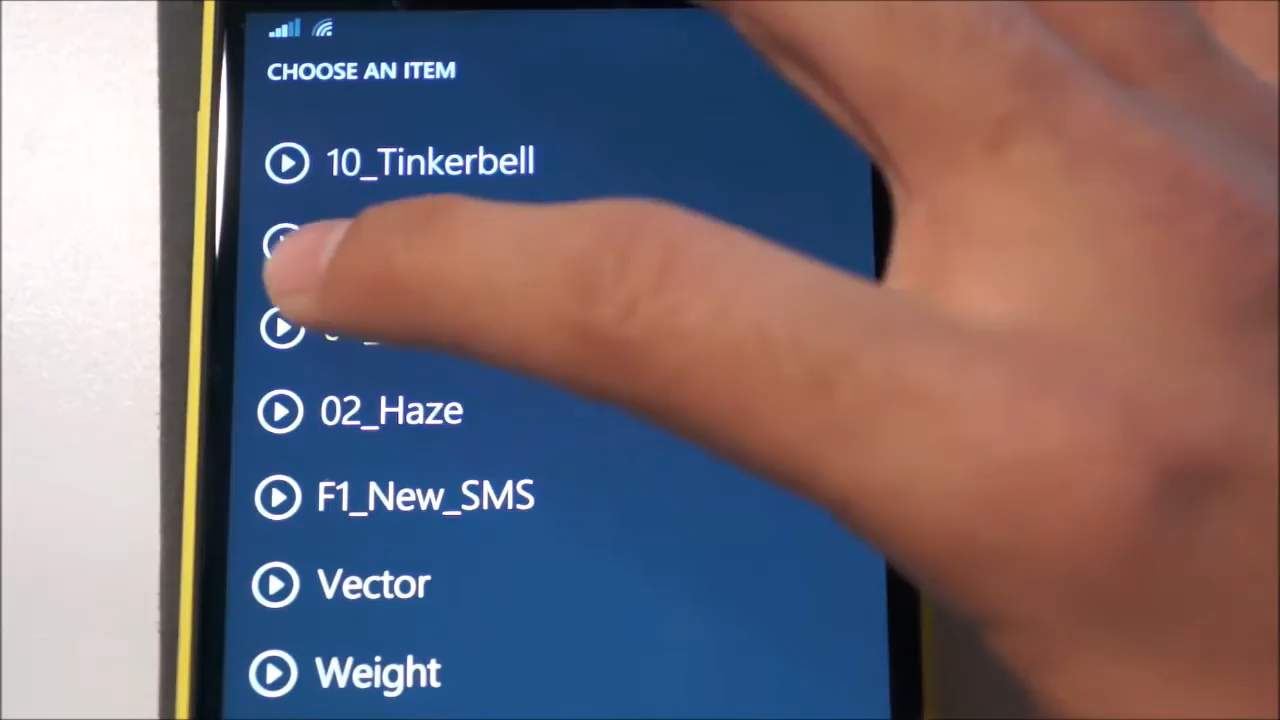 CHOOSE AN ITEM
10_Tinkerbell
02_Haze
F1_New_SMS
Vector
Weight